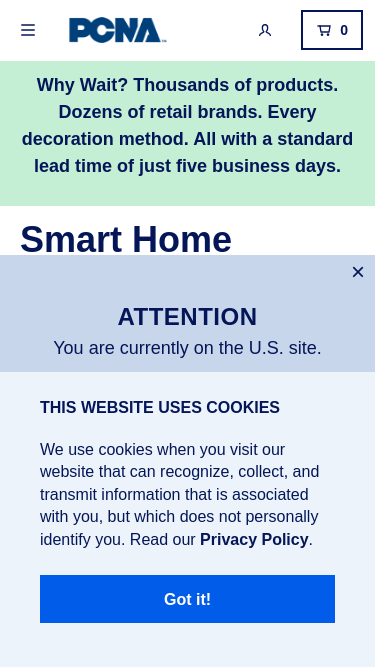 PCNA
0
Why Wait? Thousands of products.
Dozens of retail brands. Every
decoration method. All with a standard
lead time of just five business days.
Smart Home
ATTENTION
You are currently on the U.S. site.
THIS WEBSITE USES COOKIES
We use cookies when you visit our
website that can recognize, collect, and
transmit information that is associated
with you, but which does not personally
identify you. Read our Privacy Policy.
Got it!